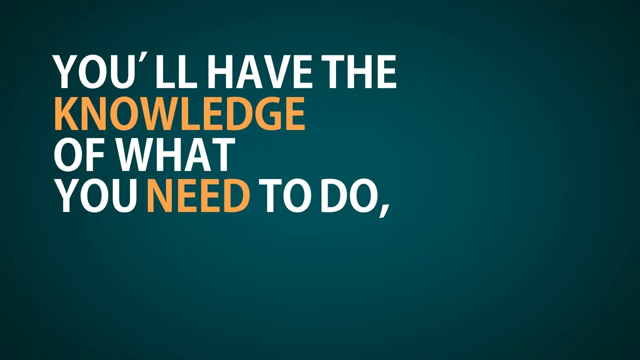 YOU’ LL HAVE THE
KNOWLEDGE
OF WHAT
YOU NEED TO DO,